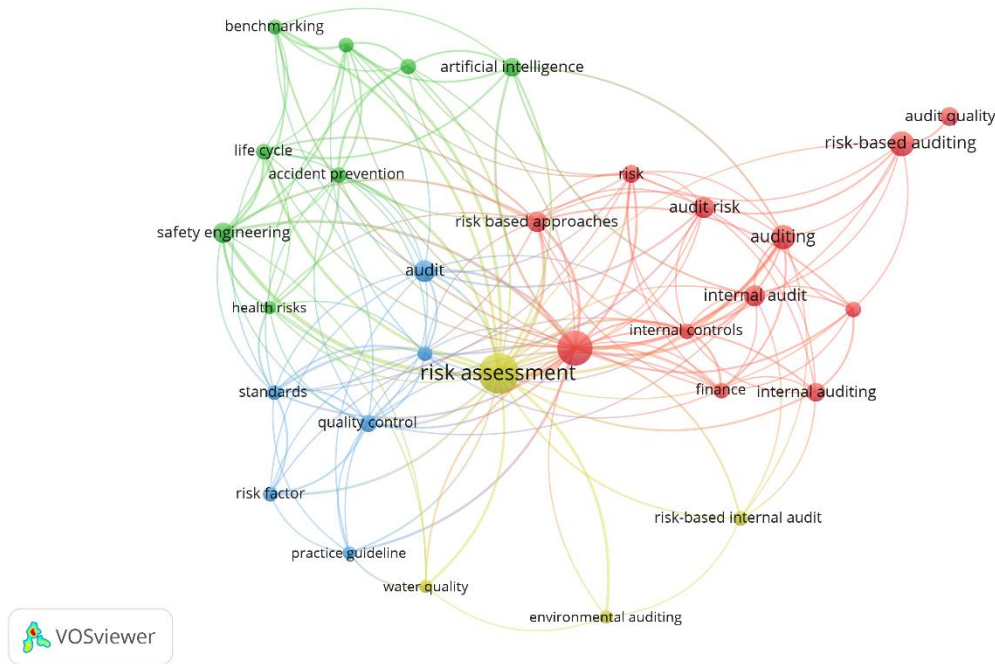 benchmarking
artificial intelligence
audit quality
risk-based auditing
life cycle
accident prevention
risk
audit risk
risk based approaches
safety engineering
auditing
audit
internal audit
health risks
internal controls
risk assessment
standards
finance
internal auditing
quality control
risk factor
risk-based internal audit
practice guideline
water quality
environmental auditing
VOSviewer